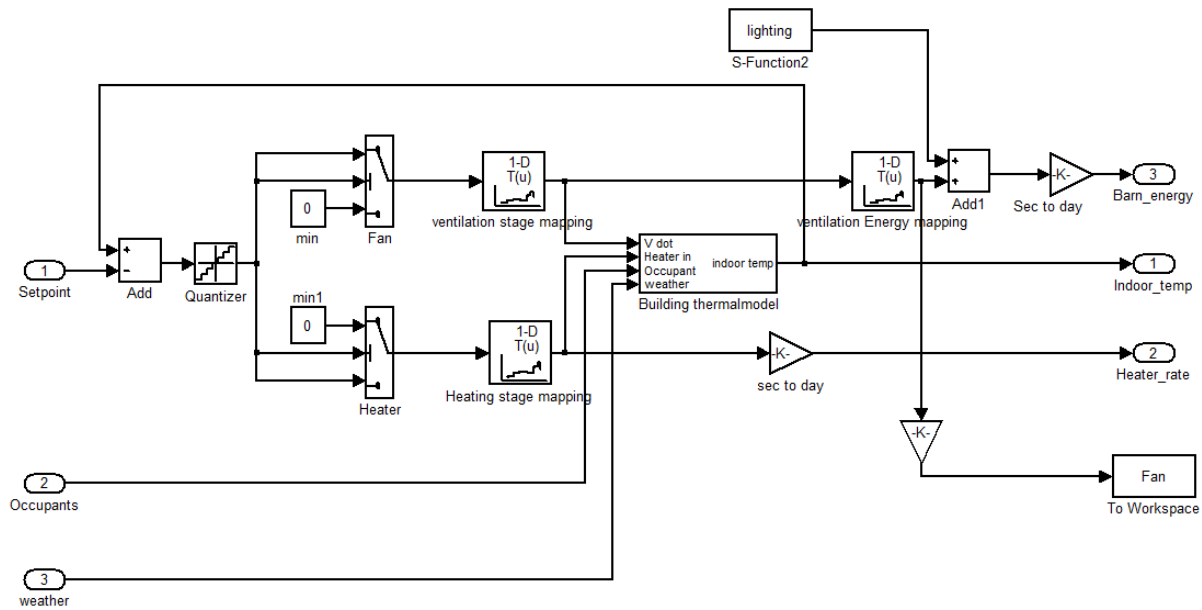 lighting
S-Function2
1-D
T(u)
ventilation stage mapping
1-D
T(u)
ventilation Energy mapping
+
+
Add1
-K-
Sec to day
3
Barn_energy
0
min
Fan
+
-
Add
Quantizer
1
Setpoint
V dot
Heater in
Occupant
weather
indoor temp
Building thermalmodel
1
Indoor_temp
min1
0
Heater
1-D
T(u)
Heating stage mapping
-K-
sec to day
2
Heater_rate
-K-
Fan
To Workspace
2
Occupants
3
weather